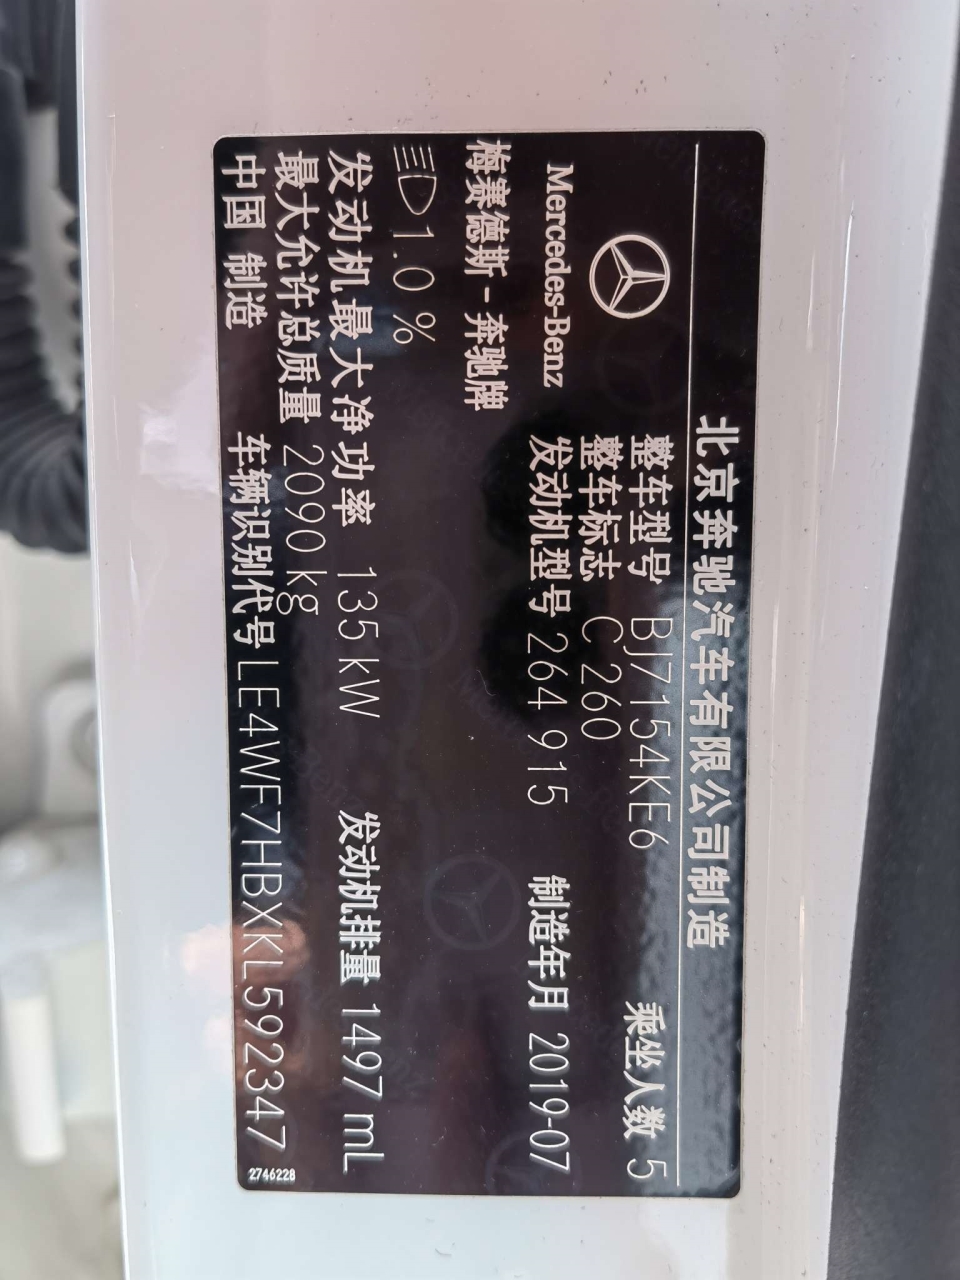 北京奔驰汽车有限公司制造
Mercedes-Benz
梅赛德斯-奔驰牌
整车型号 BJ7154KE6 乘坐人数 5
整车标志 C 260
发动机型号 264 915 制造年月 2019-07
1.0 %
发动机最大净功率 135 kW 发动机排量 1497 mL
最大允许总质量 2090 kg
中国 制造 车辆识别代号 LE4WF7HBXKL592347
2746228